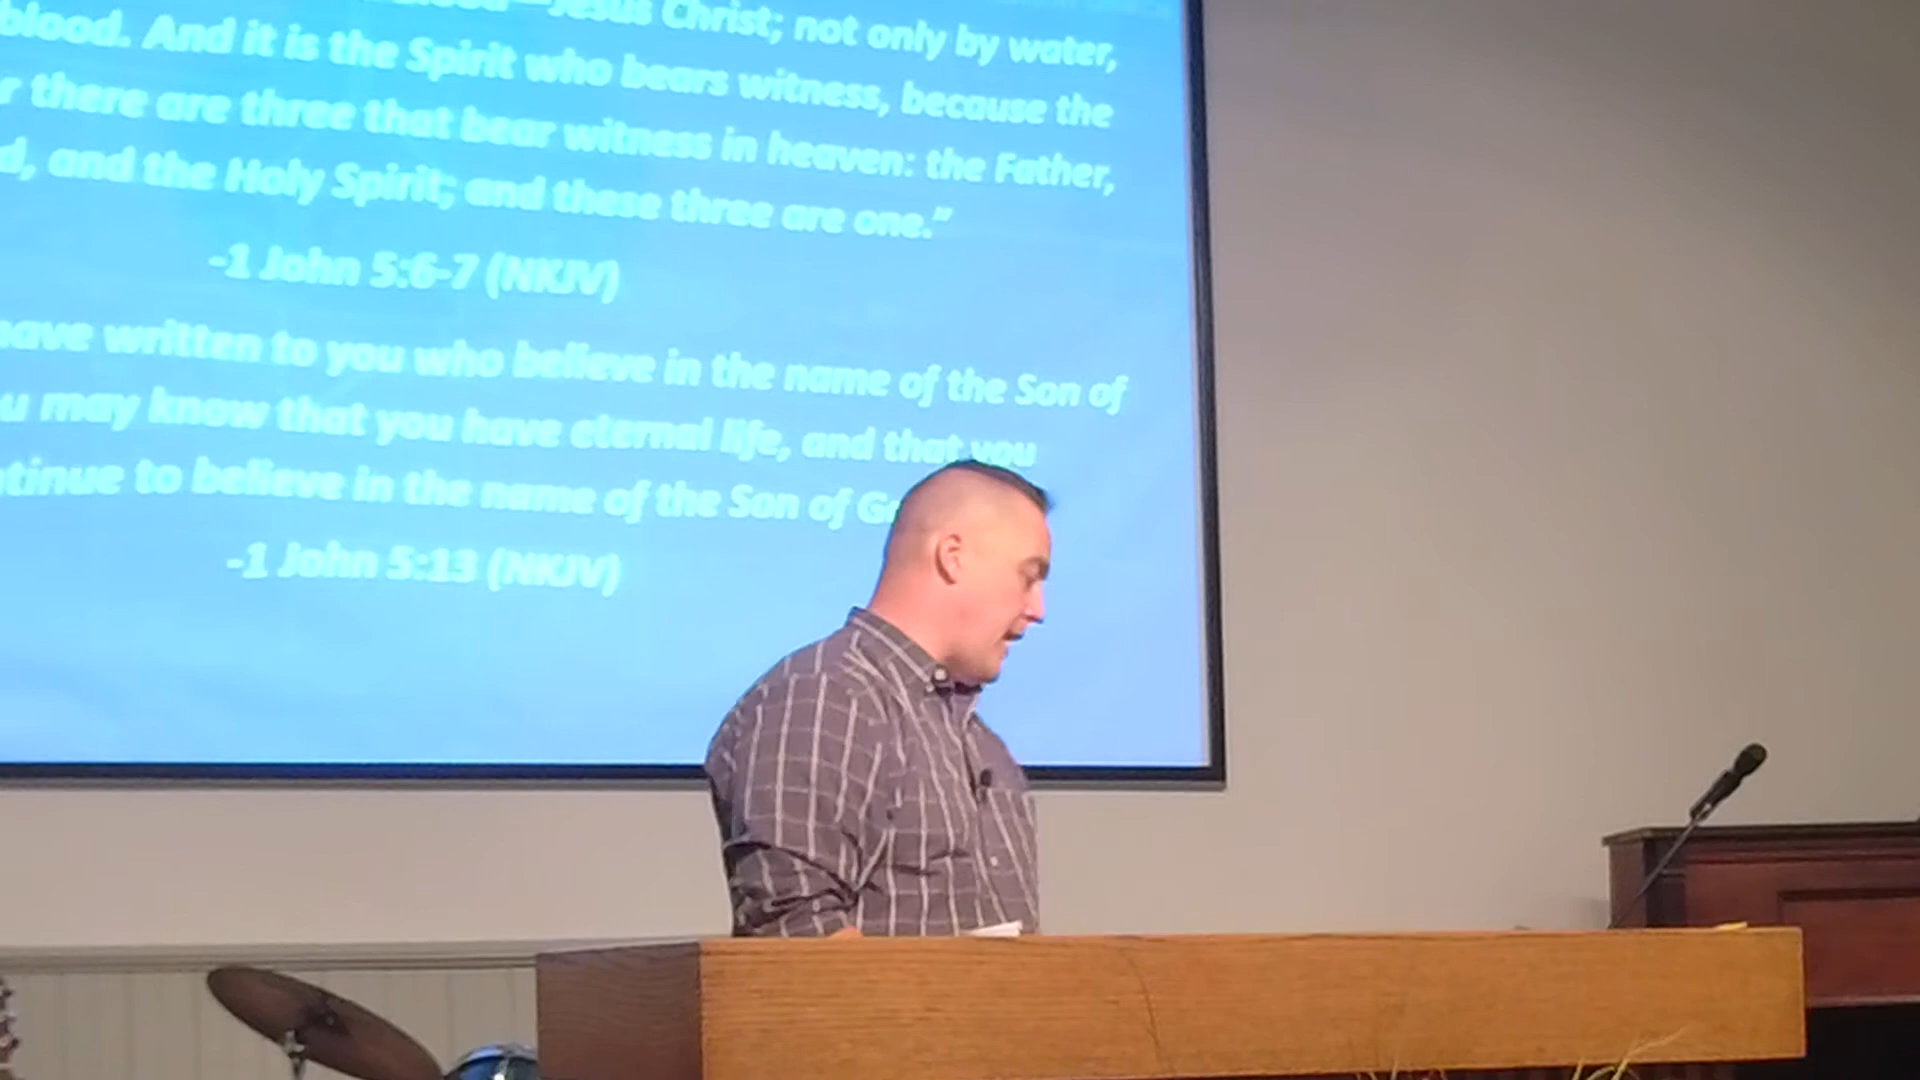 Jesus Christ; not only by water,
blood. And it is the Spirit who bears witness, because the
r there are three that bear witness in heaven: the Father,
d, and the Holy Spirit; and these three are one.”
-1 John 5:6-7 (NKJV)
have written to you who believe in the name of the Son of
u may know that you have eternal life, and that you
ntinue to believe in the name of the Son of Go
-1 John 5:13 (NKJV)